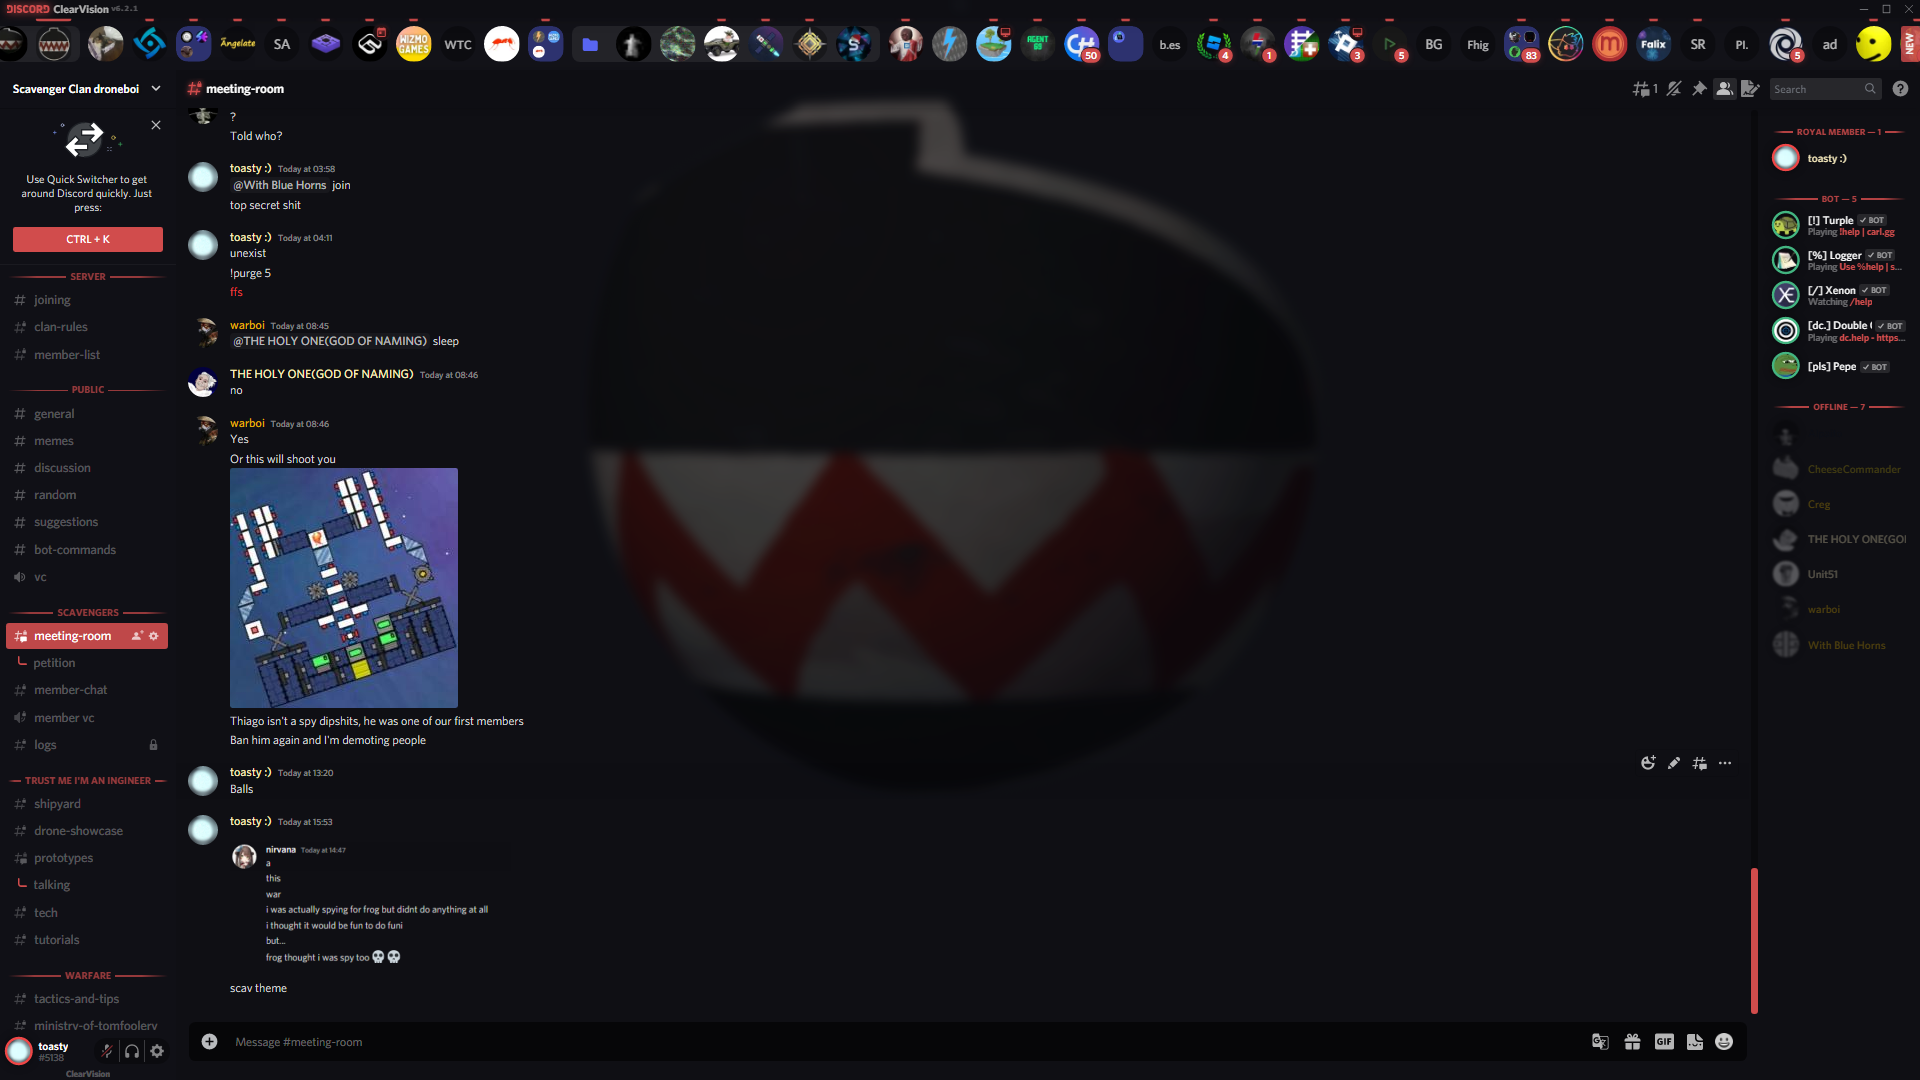 DISCORD ClearVision v6.2.1
Angelate
SA
WIZMO GAMES
WTC
AGENT
50
b.es
4
1
3
5
BG
Fhig
83
Falix
SR
PI.
5
ad
NEW
Scavenger Clan droneboi
meeting-room
1
Search
Use Quick Switcher to get
around Discord quickly. Just
press:
CTRL + K
SERVER
joining
clan-rules
member-list
PUBLIC
general
memes
discussion
random
suggestions
bot-commands
vc
SCAVENGERS
meeting-room
petition
member-chat
member vc
logs
TRUST ME I'M AN INGINEER
shipyard
drone-showcase
prototypes
talking
tech
tutorials
WARFARE
tactics-and-tips
ministry-of-tomfoolery
toasty
#5138
ClearVision
?
Told who?
toasty :) Today at 03:58
@With Blue Horns join
top secret shit
toasty :) Today at 04:11
unexist
!purge 5
ffs
warboi Today at 08:45
@THE HOLY ONE(GOD OF NAMING) sleep
THE HOLY ONE(GOD OF NAMING) Today at 08:46
no
warboi Today at 08:46
Yes
Or this will shoot you
Thiago isn't a spy dipshits, he was one of our first members
Ban him again and I'm demoting people
toasty :) Today at 13:20
Balls
toasty :) Today at 15:53
nirvana Today at 14:47
a
this
war
i was actually spying for frog but didnt do anything at all
i thought it would be fun to do funi
but...
frog thought i was spy too
scav theme
Message #meeting-room
GIF
ROYAL MEMBER — 1
toasty :)
BOT — 5
[!] Turple BOT
Playing !help | carl.gg
[%] Logger BOT
Playing Use %help | s...
[/] Xenon BOT
Watching /help
[dc.] Double BOT
Playing dc.help - https...
[pls] Pepe BOT
OFFLINE — 7
CheeseCommander
Creg
THE HOLY ONE(GO
Unit51
warboi
With Blue Horns